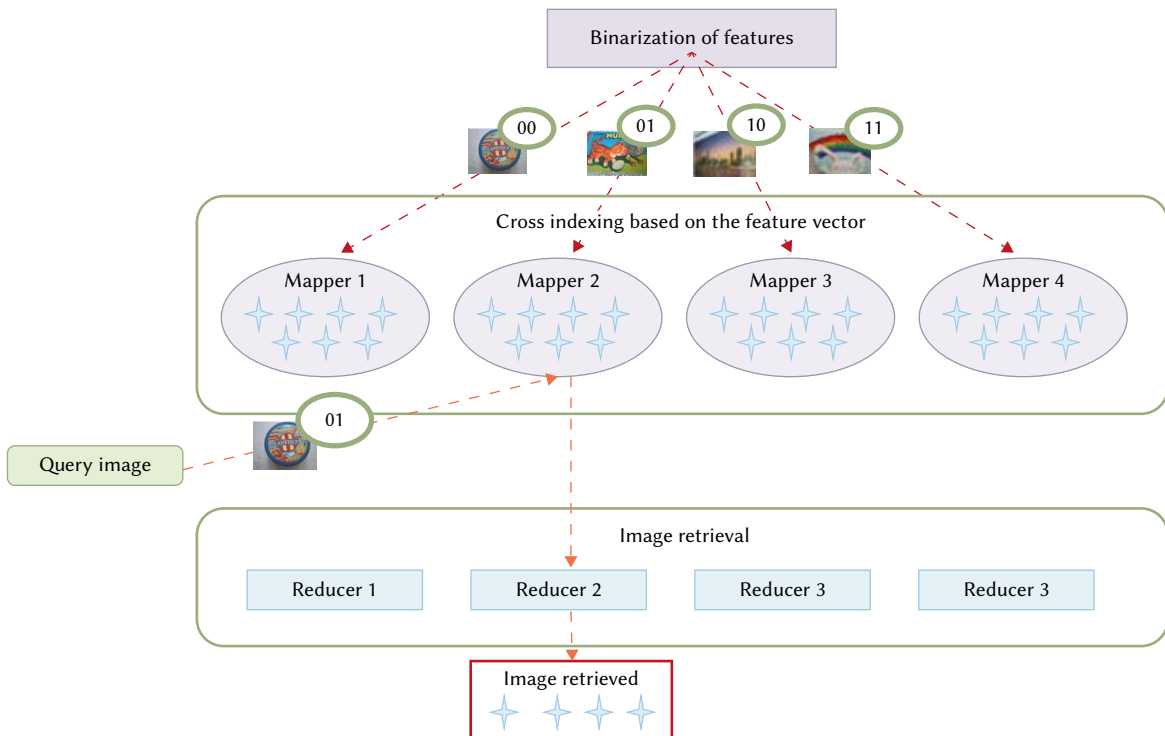 Binarization of features
00
01
10
11
Cross indexing based on the feature vector
Mapper 1
Mapper 2
Mapper 3
Mapper 4
01
Query image
Image retrieval
Reducer 1
Reducer 2
Reducer 3
Reducer 3
Image retrieved